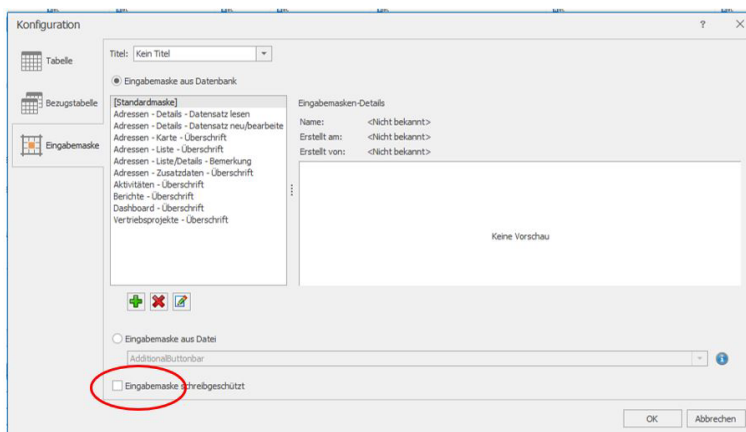 Konfiguration
?
Titel: Kein Titel
Tabelle
Eingabemaske aus Datenbank
Bezugstabelle
Eingabemaske
[Standardmaske]
Adressen - Details - Datensatz lesen
Adressen - Details - Datensatz neu/bearbeite
Adressen - Karte - Überschrift
Adressen - Liste - Überschrift
Adressen - Liste/Details - Bemerkung
Adressen - Zusatzdaten - Überschrift
Aktivitäten - Überschrift
Berichte - Überschrift
Dashboard - Überschrift
Vertriebsprojekte - Überschrift
Eingabemasken-Details
Name: <Nicht bekannt>
Erstellt am: <Nicht bekannt>
Erstellt von: <Nicht bekannt>
Keine Vorschau
Eingabemaske aus Datei
AdditionalButtonbar
Eingabemaske schreibgeschützt
OK Abbrechen